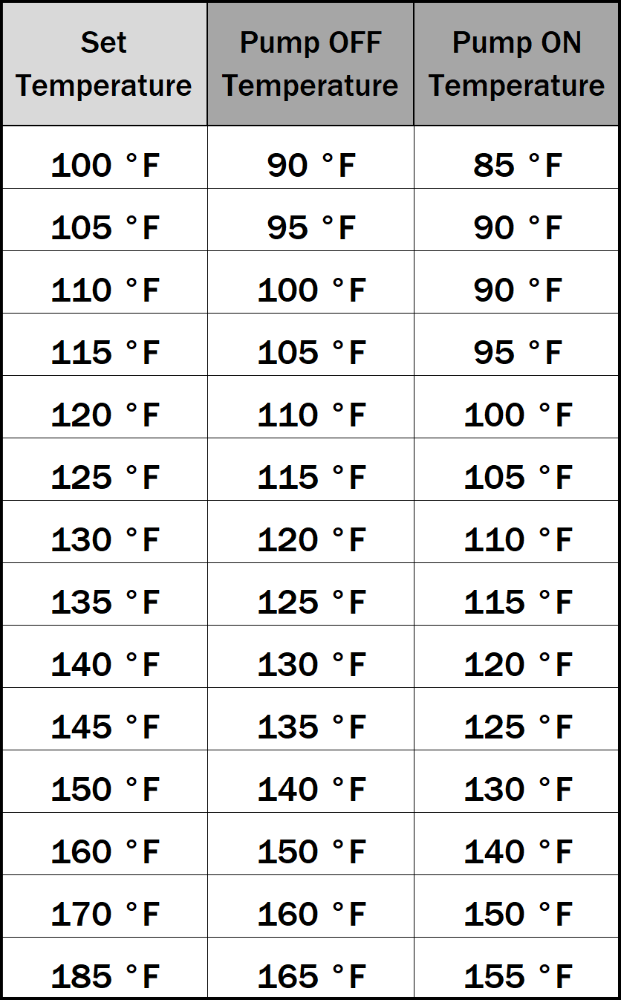 Set Temperature Pump OFF Temperature Pump ON Temperature
100 °F 90 °F 85 °F
105 °F 95 °F 90 °F
110 °F 100 °F 90 °F
115 °F 105 °F 95 °F
120 °F 110 °F 100 °F
125 °F 115 °F 105 °F
130 °F 120 °F 110 °F
135 °F 125 °F 115 °F
140 °F 130 °F 120 °F
145 °F 135 °F 125 °F
150 °F 140 °F 130 °F
160 °F 150 °F 140 °F
170 °F 160 °F 150 °F
185 °F 165 °F 155 °F